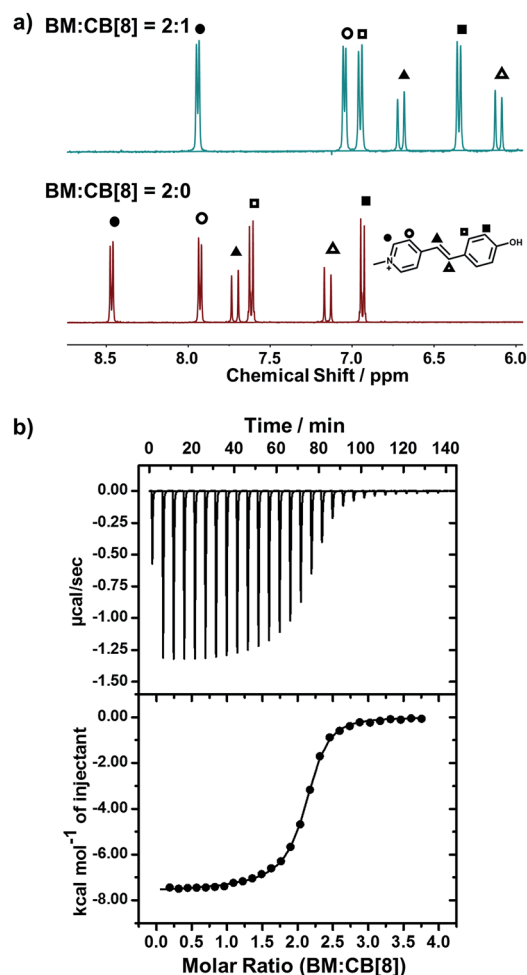 a)
BM:CB[8] = 2:1
BM:CB[8] = 2:0
N
+
OH
8.5 8.0 7.5 7.0 6.5 6.0
Chemical Shift / ppm
b)
Time / min
0 20 40 60 80 100 120 140
0.00
-0.25
-0.50
-0.75
-1.00
-1.25
-1.50
µcal/sec
0.00
-2.00
-4.00
-6.00
-8.00
kcal mol⁻¹ of injectant
0.0 0.5 1.0 1.5 2.0 2.5 3.0 3.5 4.0
Molar Ratio (BM:CB[8])